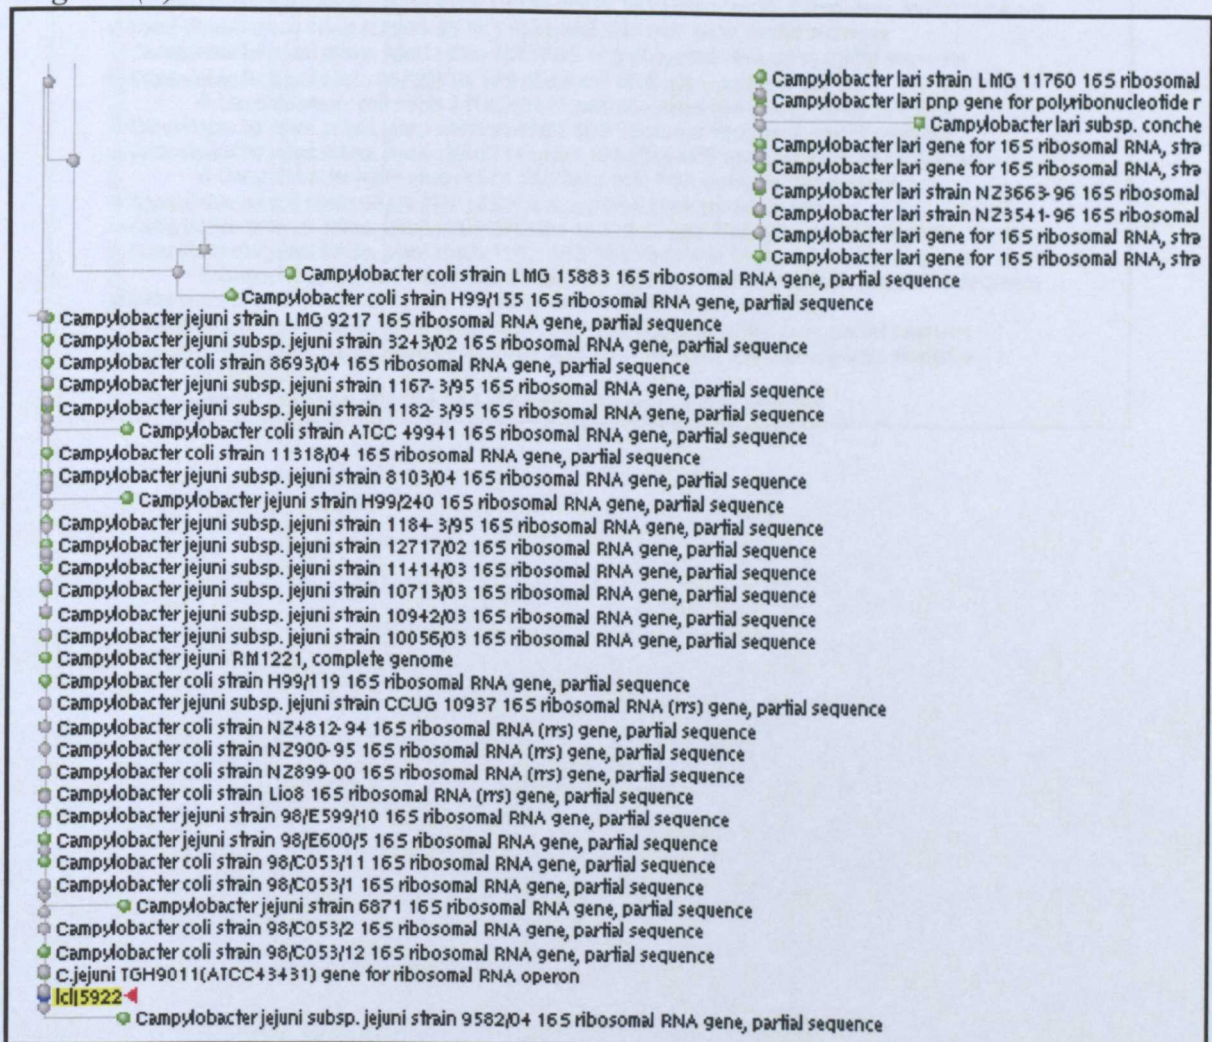 Campylobacter lari strain LMG 11760 16S ribosomal
Campylobacter lari pnp gene for polyribonucleotide r
Campylobacter lari subsp. conche
Campylobacter lari gene for 16S ribosomal RNA, stra
Campylobacter lari gene for 16S ribosomal RNA, stra
Campylobacter lari strain NZ3663-96 16S ribosomal
Campylobacter lari strain NZ3541-96 16S ribosomal
Campylobacter lari gene for 16S ribosomal RNA, stra
Campylobacter lari gene for 16S ribosomal RNA, stra
Campylobacter coli strain LMG 15883 16S ribosomal RNA gene, partial sequence
Campylobacter coli strain H99/155 16S ribosomal RNA gene, partial sequence
Campylobacter jejuni strain LMG 9217 16S ribosomal RNA gene, partial sequence
Campylobacter jejuni subsp. jejuni strain 3243/02 16S ribosomal RNA gene, partial sequence
Campylobacter coli strain 8693/04 16S ribosomal RNA gene, partial sequence
Campylobacter jejuni subsp. jejuni strain 1167-3/95 16S ribosomal RNA gene, partial sequence
Campylobacter jejuni subsp. jejuni strain 1182-3/95 16S ribosomal RNA gene, partial sequence
Campylobacter coli strain ATCC 49941 16S ribosomal RNA gene, partial sequence
Campylobacter coli strain 11318/04 16S ribosomal RNA gene, partial sequence
Campylobacter jejuni subsp. jejuni strain 8103/04 16S ribosomal RNA gene, partial sequence
Campylobacter jejuni strain H99/240 16S ribosomal RNA gene, partial sequence
Campylobacter jejuni subsp. jejuni strain 1184-3/95 16S ribosomal RNA gene, partial sequence
Campylobacter jejuni subsp. jejuni strain 12717/02 16S ribosomal RNA gene, partial sequence
Campylobacter jejuni subsp. jejuni strain 11414/03 16S ribosomal RNA gene, partial sequence
Campylobacter jejuni subsp. jejuni strain 10713/03 16S ribosomal RNA gene, partial sequence
Campylobacter jejuni subsp. jejuni strain 10942/03 16S ribosomal RNA gene, partial sequence
Campylobacter jejuni subsp. jejuni strain 10056/03 16S ribosomal RNA gene, partial sequence
Campylobacter jejuni RM1221, complete genome
Campylobacter coli strain H99/119 16S ribosomal RNA gene, partial sequence
Campylobacter jejuni subsp. jejuni strain CCUG 10937 16S ribosomal RNA (rrs) gene, partial sequence
Campylobacter coli strain NZ4812-94 16S ribosomal RNA (rrs) gene, partial sequence
Campylobacter coli strain NZ900-95 16S ribosomal RNA (rrs) gene, partial sequence
Campylobacter coli strain NZ899-00 16S ribosomal RNA (rrs) gene, partial sequence
Campylobacter coli strain Lio8 16S ribosomal RNA (rrs) gene, partial sequence
Campylobacter jejuni strain 98/E599/10 16S ribosomal RNA gene, partial sequence
Campylobacter jejuni strain 98/E600/5 16S ribosomal RNA gene, partial sequence
Campylobacter coli strain 98/C053/11 16S ribosomal RNA gene, partial sequence
Campylobacter coli strain 98/C053/1 16S ribosomal RNA gene, partial sequence
Campylobacter jejuni strain 6871 16S ribosomal RNA gene, partial sequence
Campylobacter coli strain 98/C053/2 16S ribosomal RNA gene, partial sequence
Campylobacter coli strain 98/C053/12 16S ribosomal RNA gene, partial sequence
C.jejuni TGH9011(ATCC43431) gene for ribosomal RNA operon
lcl|5922
Campylobacter jejuni subsp. jejuni strain 9582/04 16S ribosomal RNA gene, partial sequence